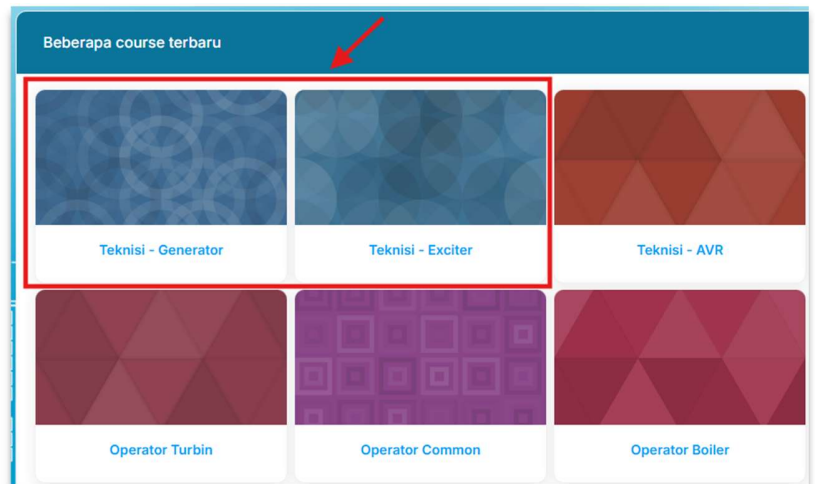 Beberapa course terbaru
Teknisi - Generator
Teknisi - Exciter
Teknisi - AVR
Operator Turbin
Operator Common
Operator Boiler